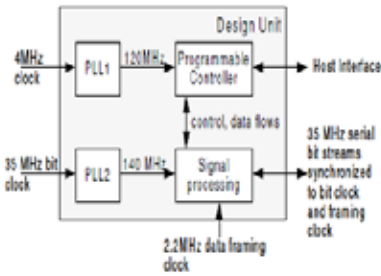 Design Unit
4MHz
clock
PLL1
120MHz
Programmable
Controller
Host Interface
control, data flows
35 MHz bit
clock
PLL2
140 MHz
Signal
processing
35 MHz serial
bit streams
synchronized
to bit clock
and framing
clock
2.2MHz data framing
clock